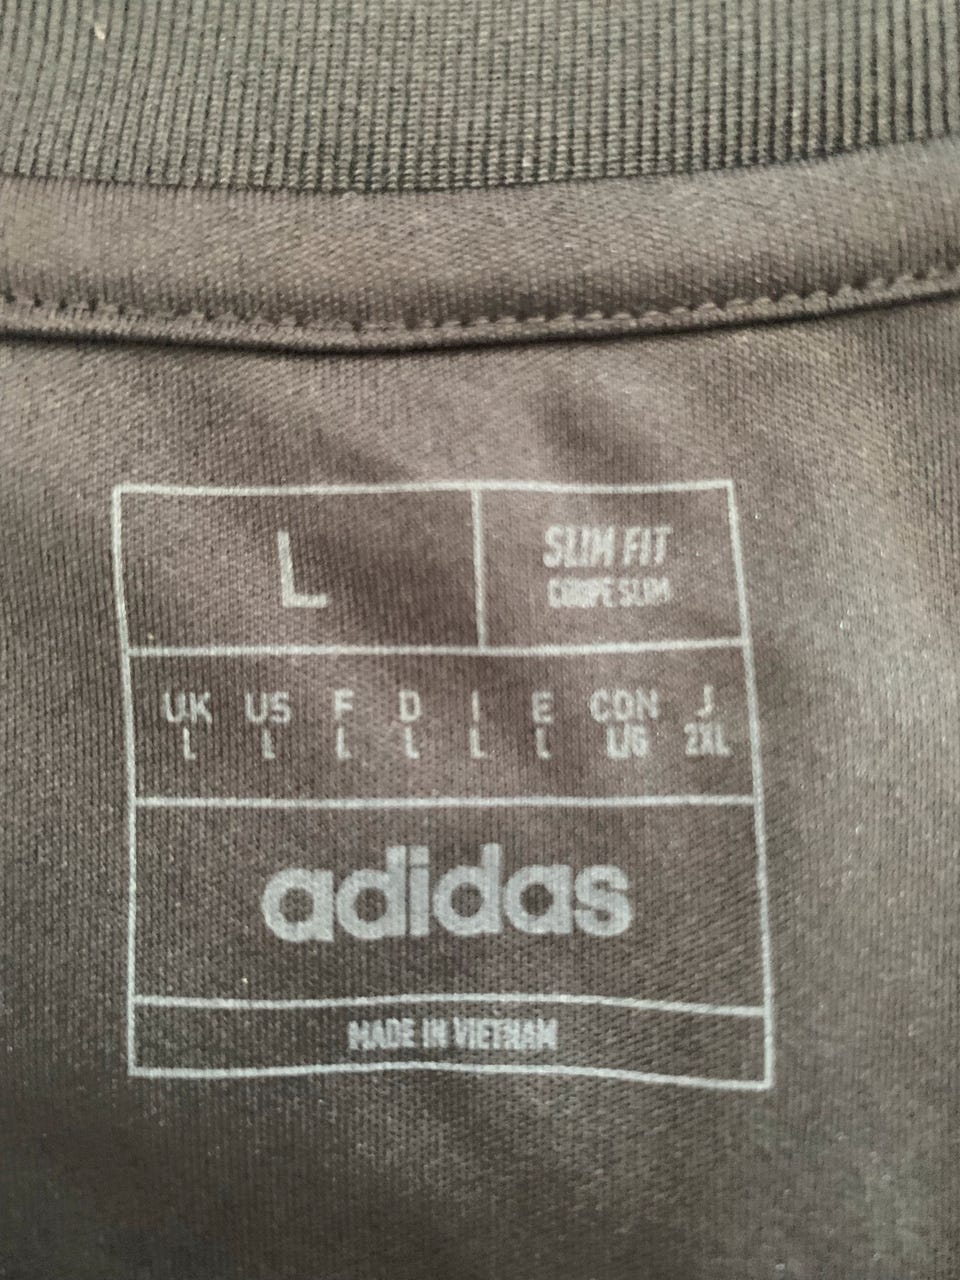 L
SLIM FIT
COUPE SLIM
UK US F D I E CDN J
L L L L L L L/G 2XL
adidas
MADE IN VIETNAM